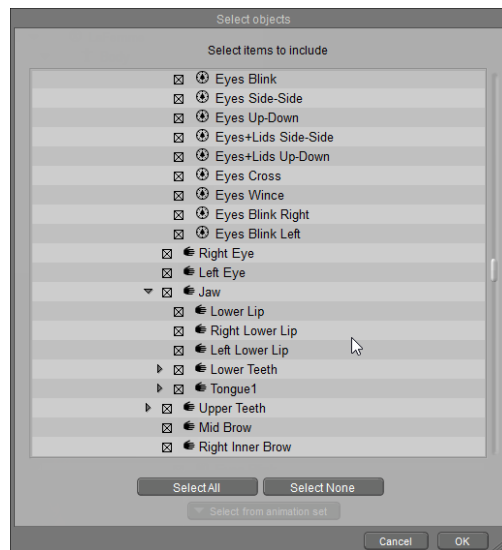 Select objects
Select items to include
Eyes Blink
Eyes Side-Side
Eyes Up-Down
Eyes+Lids Side-Side
Eyes+Lids Up-Down
Eyes Cross
Eyes Wince
Eyes Blink Right
Eyes Blink Left
Right Eye
Left Eye
Jaw
Lower Lip
Right Lower Lip
Left Lower Lip
Lower Teeth
Tongue1
Upper Teeth
Mid Brow
Right Inner Brow
Select All Select None
Select from animation set
Cancel OK